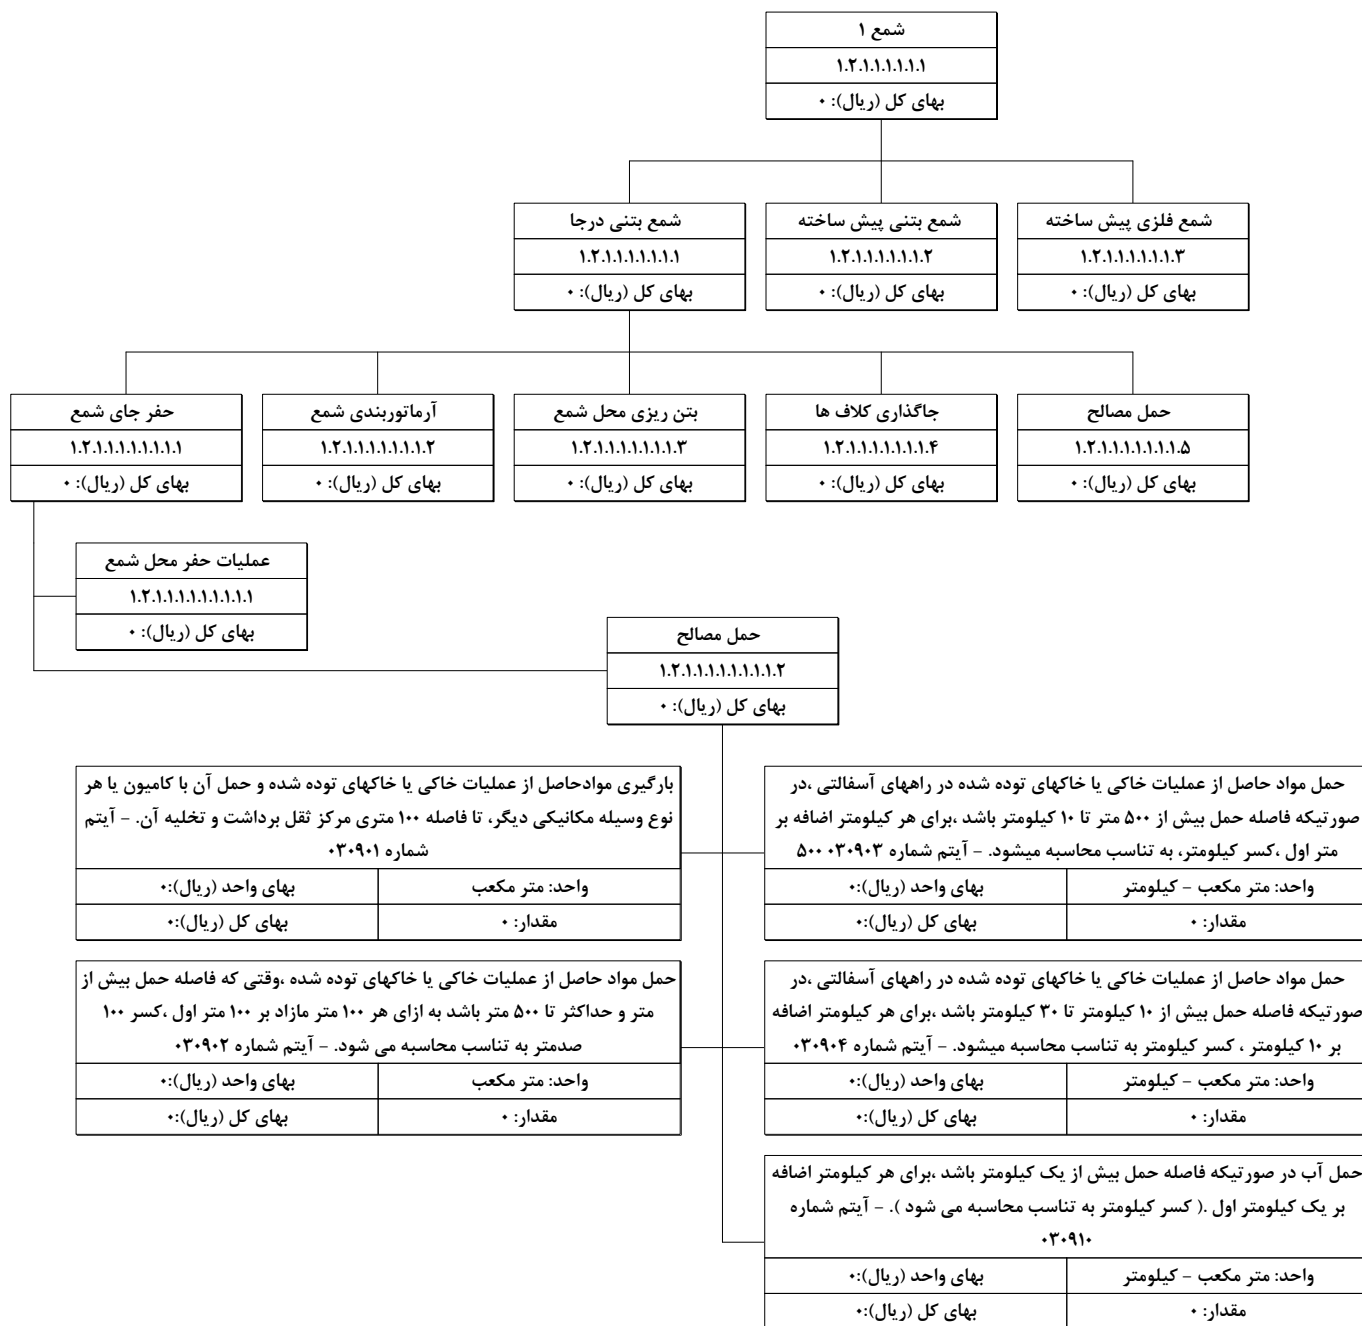 شمع ۱
۱.۲.۱.۱.۱.۱.۱.۱
بهای کل (ریال): ۰
شمع فلزی پیش ساخته
۱.۲.۱.۱.۱.۱.۱.۱.۳
بهای کل (ریال): ۰
شمع بتنی پیش ساخته
۱.۲.۱.۱.۱.۱.۱.۱.۲
بهای کل (ریال): ۰
شمع بتنی درجا
۱.۲.۱.۱.۱.۱.۱.۱.۱
بهای کل (ریال): ۰
حمل مصالح
۱.۲.۱.۱.۱.۱.۱.۱.۱.۵
بهای کل (ریال): ۰
جاگذاری کلاف ها
۱.۲.۱.۱.۱.۱.۱.۱.۱.۴
بهای کل (ریال): ۰
بتن ریزی محل شمع
۱.۲.۱.۱.۱.۱.۱.۱.۱.۳
بهای کل (ریال): ۰
آرماتوربندی شمع
۱.۲.۱.۱.۱.۱.۱.۱.۱.۲
بهای کل (ریال): ۰
حفر جای شمع
۱.۲.۱.۱.۱.۱.۱.۱.۱.۱
بهای کل (ریال): ۰
عملیات حفر محل شمع
۱.۲.۱.۱.۱.۱.۱.۱.۱.۱.۱
بهای کل (ریال): ۰
حمل مصالح
۱.۲.۱.۱.۱.۱.۱.۱.۱.۱.۲
بهای کل (ریال): ۰
حمل مواد حاصل از عملیات خاکی یا خاکهای توده شده در راههای آسفالتی ،در
صورتیکه فاصله حمل بیش از ۵۰۰ متر تا ۱۰ کیلومتر باشد ،برای هر کیلومتر اضافه بر
متر اول ،کسر کیلومتر، به تناسب محاسبه میشود. - آیتم شماره ۰۳۰۹۰۳ ۵۰۰
واحد: متر مکعب - کیلومتر
بهای واحد (ریال):۰
مقدار: ۰
بهای کل (ریال):۰
بارگیری موادحاصل از عملیات خاکی یا خاکهای توده شده و حمل آن با کامیون یا هر
نوع وسیله مکانیکی دیگر، تا فاصله ۱۰۰ متری مرکز ثقل برداشت و تخلیه آن. - آیتم
شماره ۰۳۰۹۰۱
واحد: متر مکعب
بهای واحد (ریال):۰
مقدار: ۰
بهای کل (ریال):۰
حمل مواد حاصل از عملیات خاکی یا خاکهای توده شده در راههای آسفالتی ،در
صورتیکه فاصله حمل بیش از ۱۰ کیلومتر تا ۳۰ کیلومتر باشد ،برای هر کیلومتر اضافه
بر ۱۰ کیلومتر ، کسر کیلومتر به تناسب محاسبه میشود. - آیتم شماره ۰۳۰۹۰۴
واحد: متر مکعب - کیلومتر
بهای واحد (ریال):۰
مقدار: ۰
بهای کل (ریال):۰
حمل مواد حاصل از عملیات خاکی یا خاکهای توده شده ،وقتی که فاصله حمل بیش از
متر و حداکثر تا ۵۰۰ متر باشد به ازای هر ۱۰۰ متر مازاد بر ۱۰۰ متر اول ،کسر ۱۰۰
صدمتر به تناسب محاسبه می شود. - آیتم شماره ۰۳۰۹۰۲
واحد: متر مکعب
بهای واحد (ریال):۰
مقدار: ۰
بهای کل (ریال):۰
حمل آب در صورتیکه فاصله حمل بیش از یک کیلومتر باشد ،برای هر کیلومتر اضافه
بر یک کیلومتر اول .( کسر کیلومتر به تناسب محاسبه می شود ). - آیتم شماره
۰۳۰۹۱۰
واحد: متر مکعب - کیلومتر
بهای واحد (ریال):۰
مقدار: ۰
بهای کل (ریال):۰